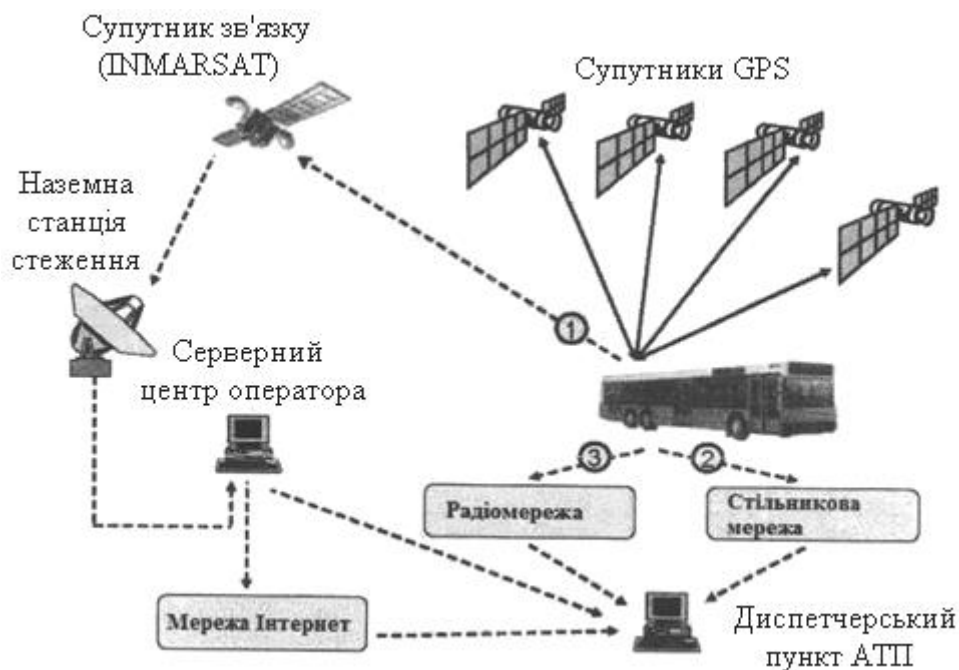 Супутник зв'язку
(INMARSAT)
Супутники GPS
Наземна
станція
стеження
1
Серверний
центр оператора
3
2
Радіомережа
Стільникова
мережа
Мережа Інтернет
Диспетчерський
пункт АТП